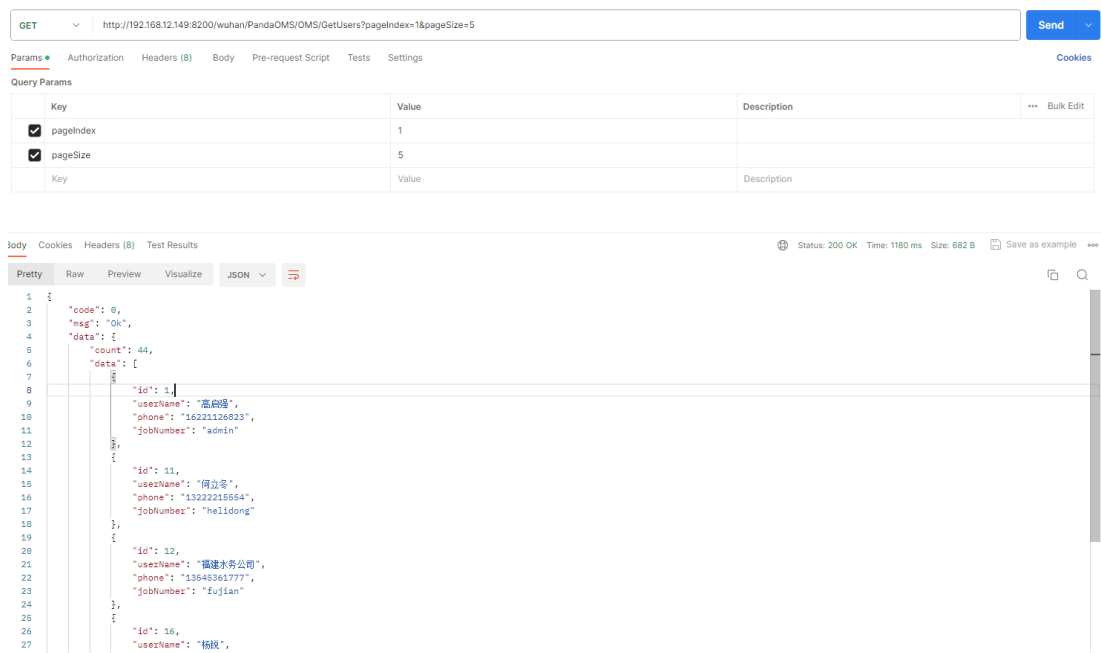 GET http://192.168.12.149:8200/wuhan/PandaOMS/OMS/GetUsers?pageIndex=1&pageSize=5 Send
Params Authorization Headers (8) Body Pre-request Script Tests Settings Cookies
Query Params
Key Value Description ••• Bulk Edit
pageIndex 1
pageSize 5
Key Value Description
Body Cookies Headers (8) Test Results Status: 200 OK Time: 1180 ms Size: 682 B Save as example
Pretty Raw Preview Visualize JSON
1 {
2 "code": 0,
3 "msg": "Ok",
4 "data": {
5 "count": 44,
6 "data": [
7 {
8 "id": 1,
9 "userName": "高启强",
10 "phone": "16221126823",
11 "jobNumber": "admin"
12 },
13 {
14 "id": 11,
15 "userName": "何立冬",
16 "phone": "13222215554",
17 "jobNumber": "helidong"
18 },
19 {
20 "id": 12,
21 "userName": "福建水务公司",
22 "phone": "13545361777",
23 "jobNumber": "fujian"
24 },
25 {
26 "id": 16,
27 "userName": "杨锐",